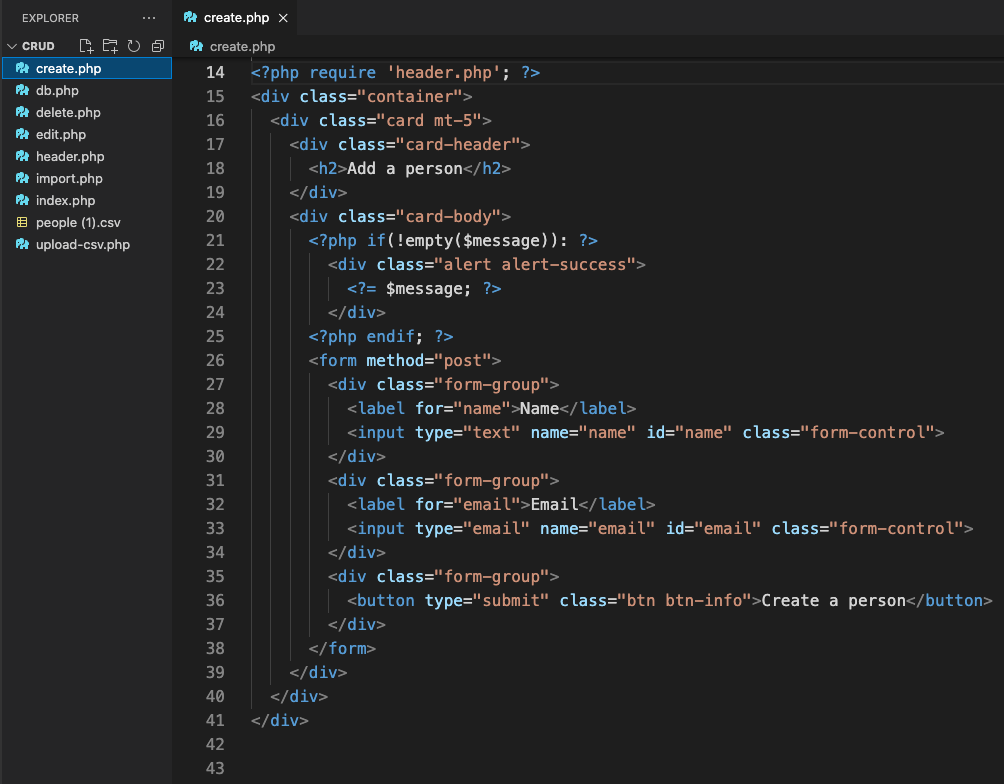 EXPLORER ···
create.php
CRUD
create.php
create.php
db.php
delete.php
edit.php
header.php
import.php
index.php
people (1).csv
upload-csv.php
14 <?php require 'header.php'; ?>
15 <div class="container">
16   <div class="card mt-5">
17     <div class="card-header">
18       <h2>Add a person</h2>
19     </div>
20     <div class="card-body">
21       <?php if(!empty($message)): ?>
22         <div class="alert alert-success">
23           <?= $message; ?>
24         </div>
25       <?php endif; ?>
26       <form method="post">
27         <div class="form-group">
28           <label for="name">Name</label>
29           <input type="text" name="name" id="name" class="form-control">
30         </div>
31         <div class="form-group">
32           <label for="email">Email</label>
33           <input type="email" name="email" id="email" class="form-control">
34         </div>
35         <div class="form-group">
36           <button type="submit" class="btn btn-info">Create a person</button>
37         </div>
38       </form>
39     </div>
40   </div>
41 </div>
42
43